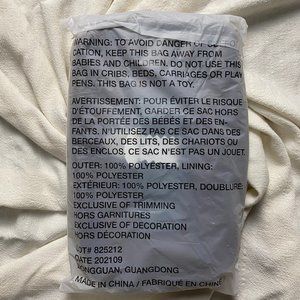 WARNING: TO AVOID DANGER OF
CATION, KEEP THIS BAG AWAY FROM
BABIES AND CHILDREN. DO NOT USE THIS
BAG IN CRIBS, BEDS, CARRIAGES OR PLAY
PENS. THIS BAG IS NOT A TOY.
AVERTISSEMENT: POUR ÉVITER LE RISQUE
D'ÉTOUFFEMENT, GARDER CE SAC HORS
DE LA PORTÉE DES BÉBÉS ET DES EN-
FANTS. N'UTILISEZ PAS CE SAC DANS DES
BERCEAUX, DES LITS, DES CHARIOTS OU
DES ENCLOS. CE SAC N'EST PAS UN JOUET.
OUTER: 100% POLYESTER, LINING:
100% POLYESTER
EXTÉRIEUR: 100% POLYESTER, DOUBLURE:
100% POLYESTER
EXCLUSIVE OF TRIMMING
HORS GARNITURES
EXCLUSIVE OF DECORATION
HORS DÉCORATION
LOT# 825212
DATE 202109
DONGGUAN, GUANGDONG
MADE IN CHINA / FABRIQUÉ EN CHINE